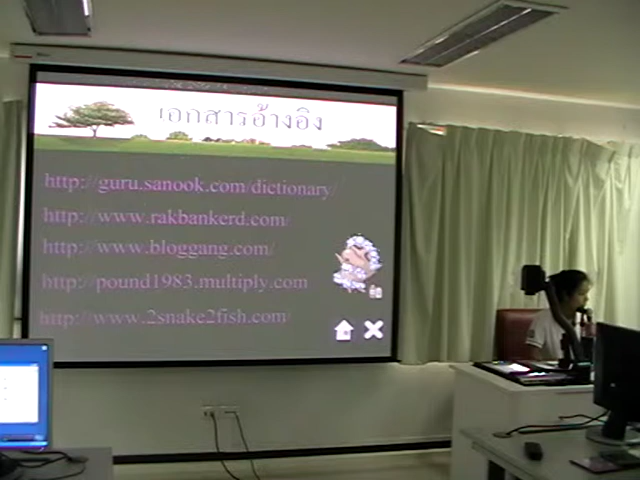 เอกสารอ้างอิง
http://guru.sanook.com/dictionary/
http://www.rakbankerd.com/
http://www.bloggang.com/
http://pound1983.multiply.com
http://www.2snake2fish.com/